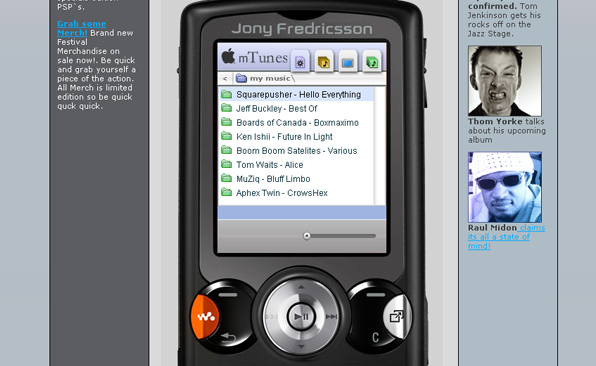 PSP`s.
Grab some
Merch! Brand new
Festival
Merchandise on
sale now!. Be quick
and grab yourself a
piece of the action.
All Merch is limited
edition so be quick
quck quick.
Jony Fredricsson
mTunes
< my music\
Squarepusher - Hello Everything
Jeff Buckley - Best Of
Boards of Canada - Boxmaximo
Ken Ishii - Future In Light
Boom Boom Satelites - Various
Tom Waits - Alice
MuZiq - Bluff Limbo
Aphex Twin - CrowsHex
C
confirmed. Tom
Jenkinson gets his
rocks off on the
Jazz Stage.
Thom Yorke talks
about his upcoming
album
Raul Midon claims
its all a state of
mind!